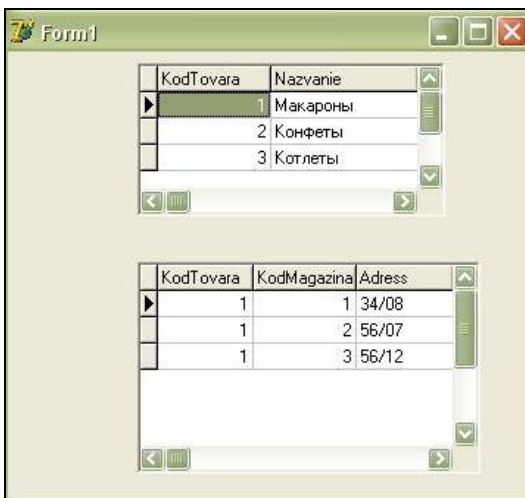 Form1
KodTovara Nazvanie
1 Макароны
2 Конфеты
3 Котлеты
KodTovara KodMagazina Adress
1 1 34/08
1 2 56/07
1 3 56/12